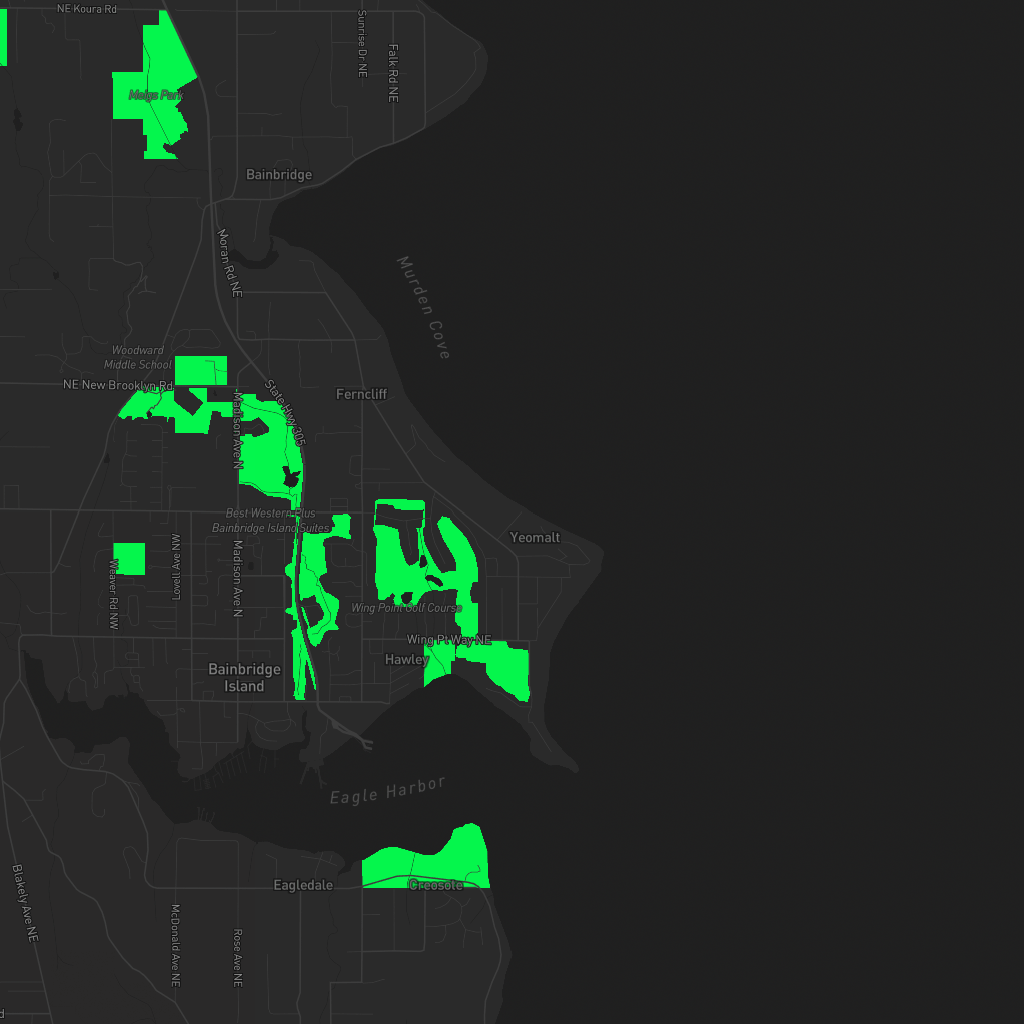 NE Koura Rd
Sunrise Dr NE
Falk Rd NE
Meigs Park
Bainbridge
Moran Rd NE
Murden Cove
Woodward
Middle School
NE New Brooklyn Rd
State Hwy 305
Madison Ave N
Ferncliff
Best Western Plus
Bainbridge Island Suites
Yeomalt
Weaver Rd NW
Lovell Ave NW
Madison Ave N
Wing Point Golf Course
Wing Pt Way NE
Hawley
Bainbridge
Island
Eagle Harbor
Eagledale
Creosote
Blakely Ave NE
McDonald Ave NE
Rose Ave NE
d